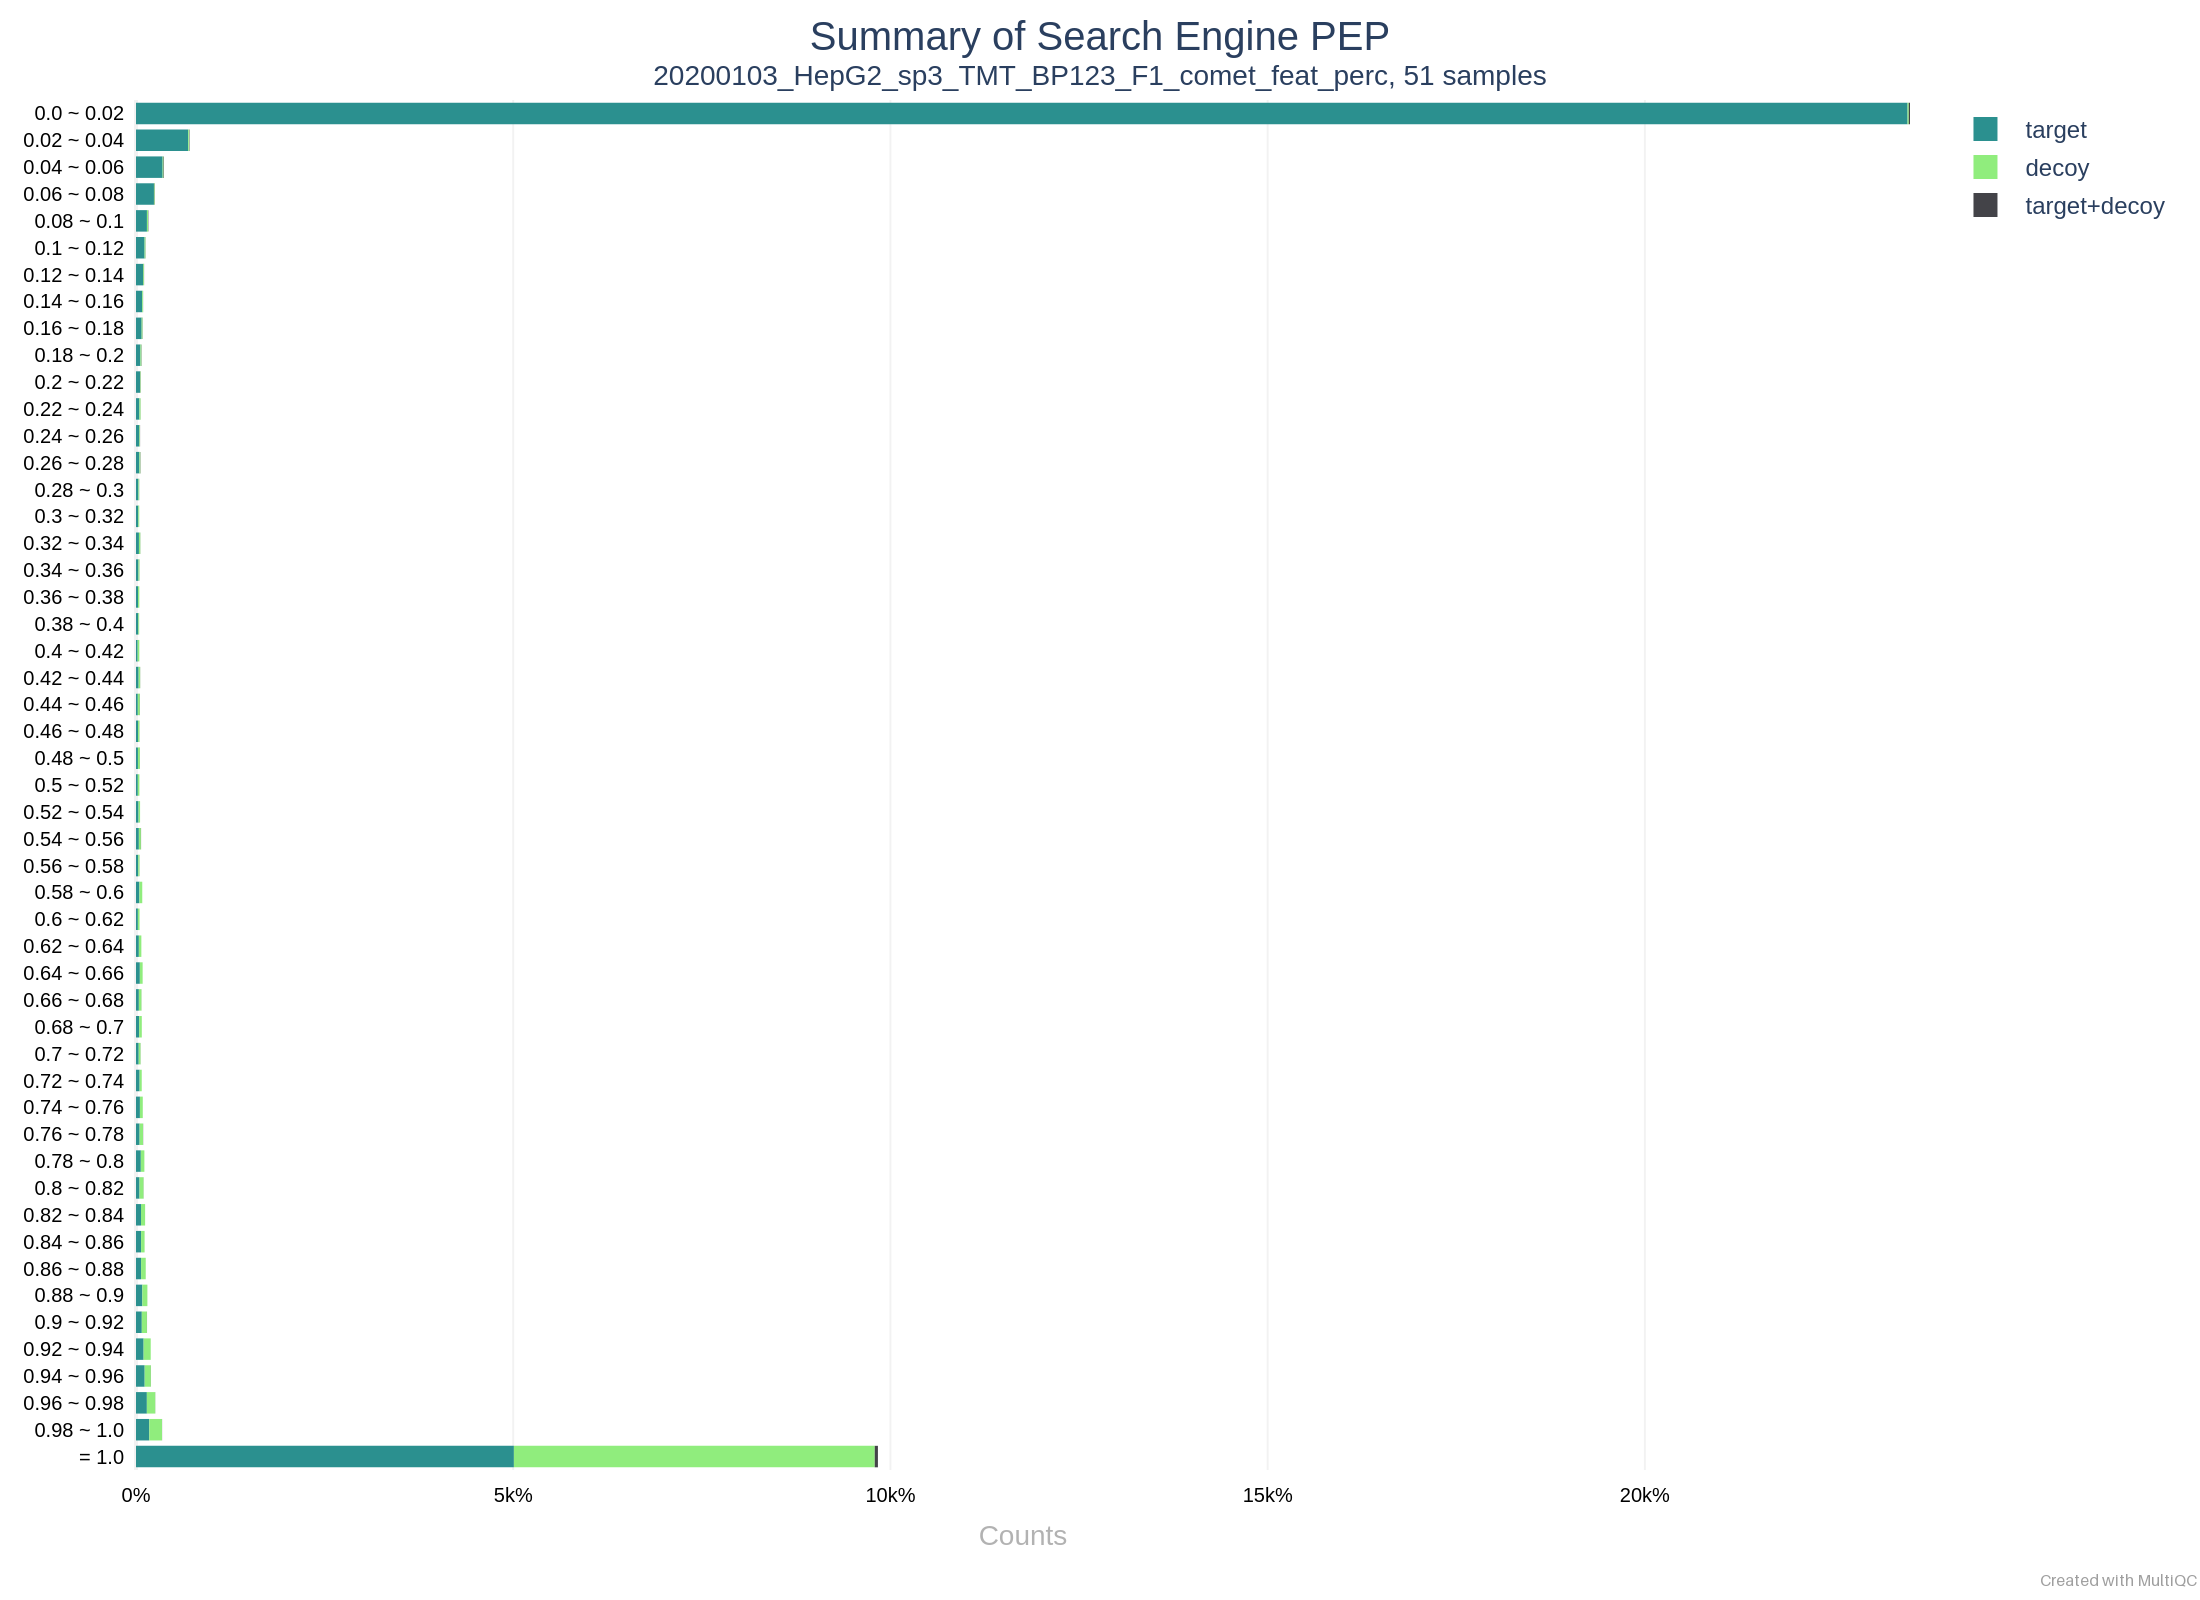 Summary of Search Engine PEP
20200103_HepG2_sp3_TMT_BP123_F1_comet_feat_perc, 51 samples
0.0 ~ 0.02
0.02 ~ 0.04
0.04 ~ 0.06
0.06 ~ 0.08
0.08 ~ 0.1
0.1 ~ 0.12
0.12 ~ 0.14
0.14 ~ 0.16
0.16 ~ 0.18
0.18 ~ 0.2
0.2 ~ 0.22
0.22 ~ 0.24
0.24 ~ 0.26
0.26 ~ 0.28
0.28 ~ 0.3
0.3 ~ 0.32
0.32 ~ 0.34
0.34 ~ 0.36
0.36 ~ 0.38
0.38 ~ 0.4
0.4 ~ 0.42
0.42 ~ 0.44
0.44 ~ 0.46
0.46 ~ 0.48
0.48 ~ 0.5
0.5 ~ 0.52
0.52 ~ 0.54
0.54 ~ 0.56
0.56 ~ 0.58
0.58 ~ 0.6
0.6 ~ 0.62
0.62 ~ 0.64
0.64 ~ 0.66
0.66 ~ 0.68
0.68 ~ 0.7
0.7 ~ 0.72
0.72 ~ 0.74
0.74 ~ 0.76
0.76 ~ 0.78
0.78 ~ 0.8
0.8 ~ 0.82
0.82 ~ 0.84
0.84 ~ 0.86
0.86 ~ 0.88
0.88 ~ 0.9
0.9 ~ 0.92
0.92 ~ 0.94
0.94 ~ 0.96
0.96 ~ 0.98
0.98 ~ 1.0
= 1.0
0% 5k% 10k% 15k% 20k%
Counts
target
decoy
target+decoy
Created with MultiQC